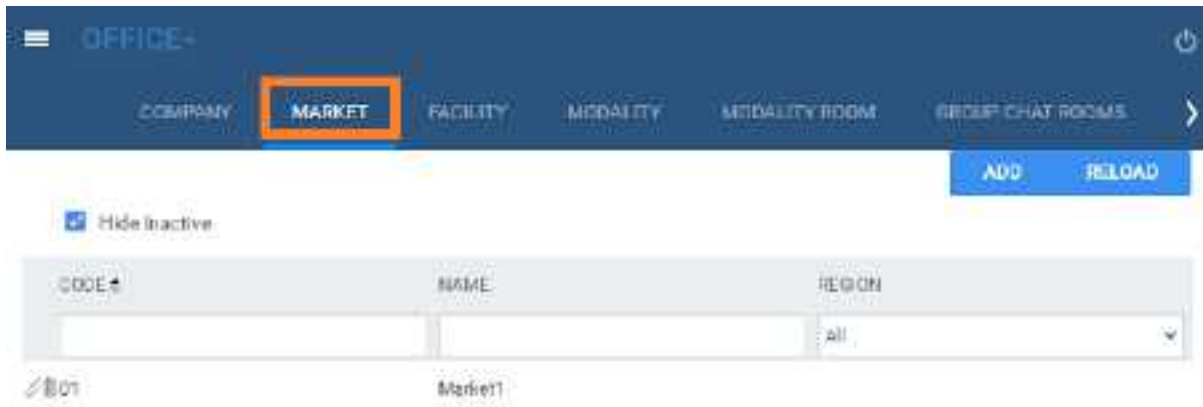 OFFICE+
COMPANY MARKET FACILITY MODALITY MODALITY ROOM GROUP CHAT ROOMS
ADD RELOAD
Hide Inactive
CODE NAME REGION
All
01 Market1